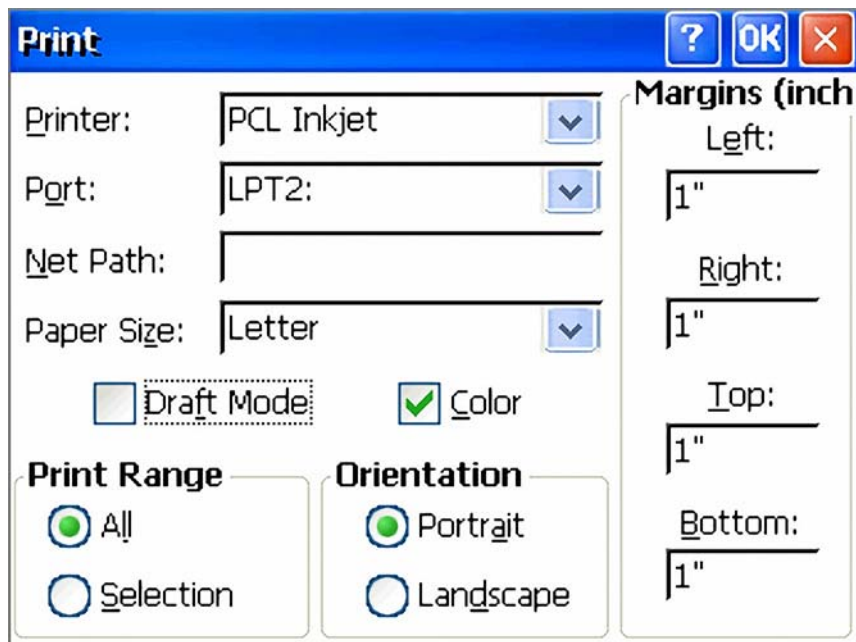 Print
? OK
Printer: PCL Inkjet
Port: LPT2:
Net Path:
Paper Size: Letter
Draft Mode Color
Print Range
All
Selection
Orientation
Portrait
Landscape
Margins (inch
Left:
1"
Right:
1"
Top:
1"
Bottom:
1"